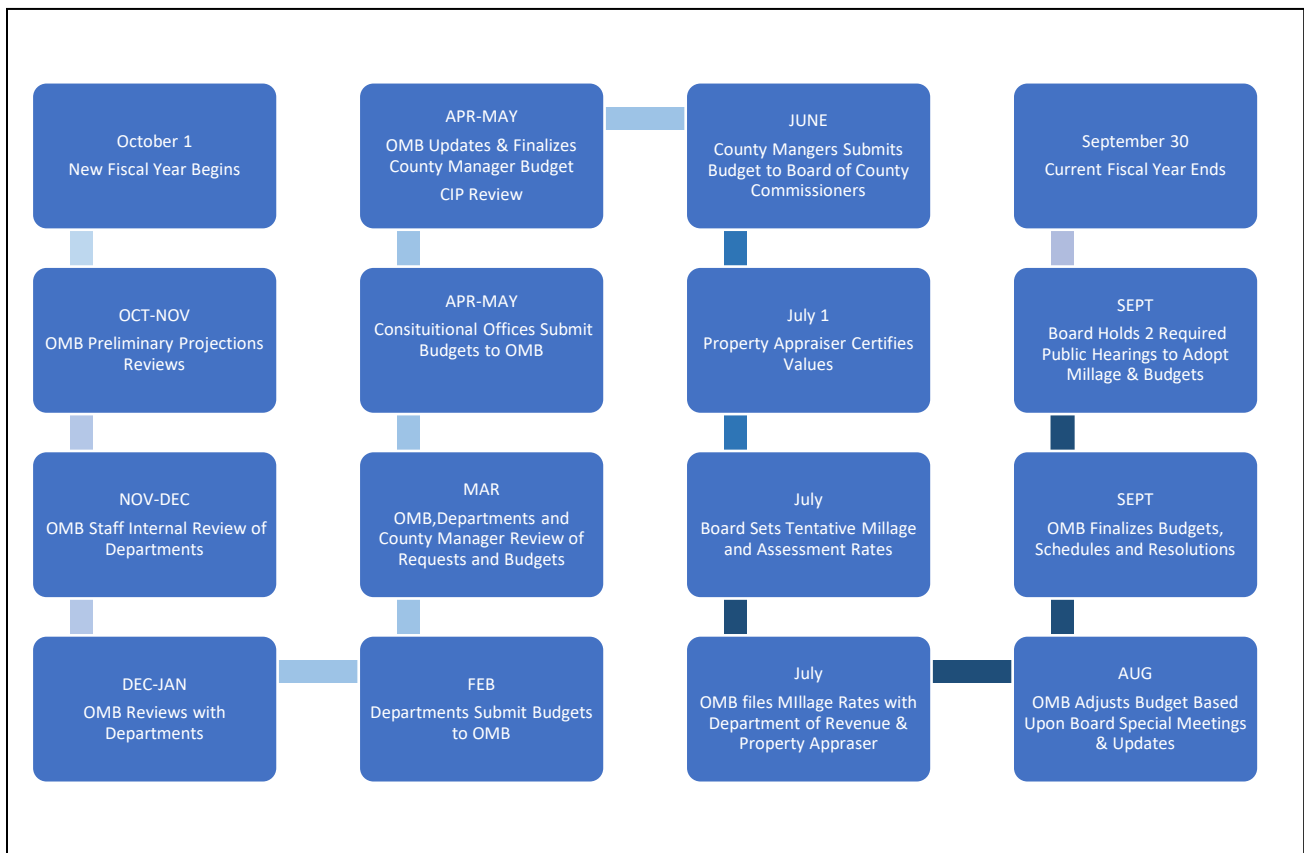 October 1
New Fiscal Year Begins
OCT-NOV
OMB Preliminary Projections
Reviews
NOV-DEC
OMB Staff Internal Review of
Departments
DEC-JAN
OMB Reviews with
Departments
FEB
Departments Submit Budgets
to OMB
MAR
OMB,Departments and
County Manager Review of
Requests and Budgets
APR-MAY
Consituitional Offices Submit
Budgets to OMB
APR-MAY
OMB Updates & Finalizes
County Manager Budget
CIP Review
JUNE
County Mangers Submits
Budget to Board of County
Commissioners
July 1
Property Appraiser Certifies
Values
July
Board Sets Tentative Millage
and Assessment Rates
July
OMB files MIllage Rates with
Department of Revenue &
Property Appraser
AUG
OMB Adjusts Budget Based
Upon Board Special Meetings
& Updates
SEPT
OMB Finalizes Budgets,
Schedules and Resolutions
SEPT
Board Holds 2 Required
Public Hearings to Adopt
Millage & Budgets
September 30
Current Fiscal Year Ends